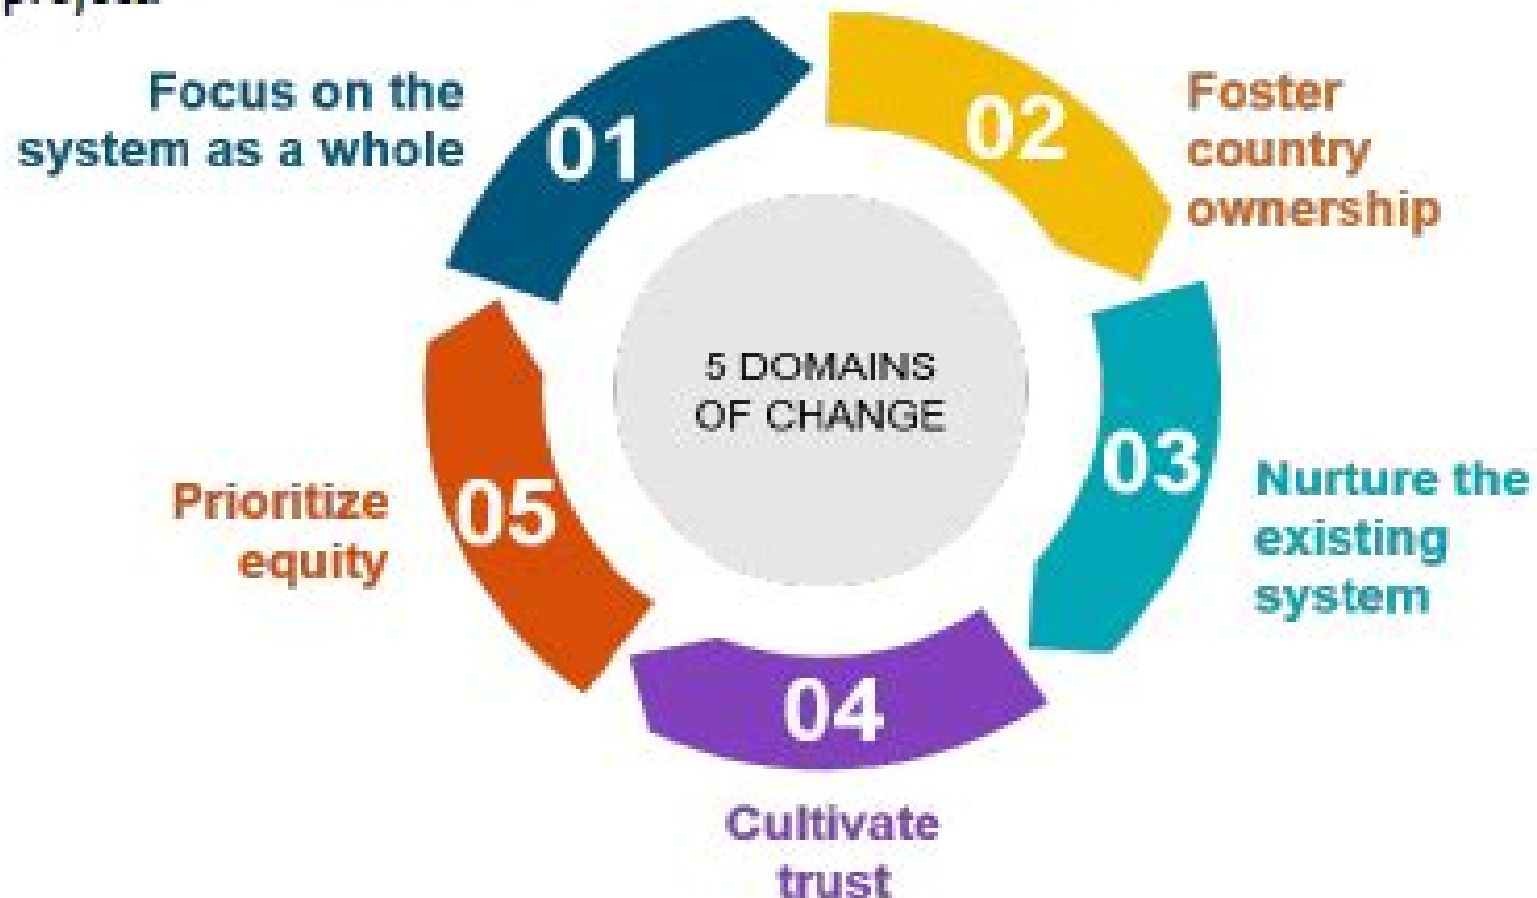 Focus on the
system as a whole
01
02
Foster
country
ownership
5 DOMAINS
OF CHANGE
03
Nurture the
existing
system
Prioritize
equity
05
04
Cultivate
trust